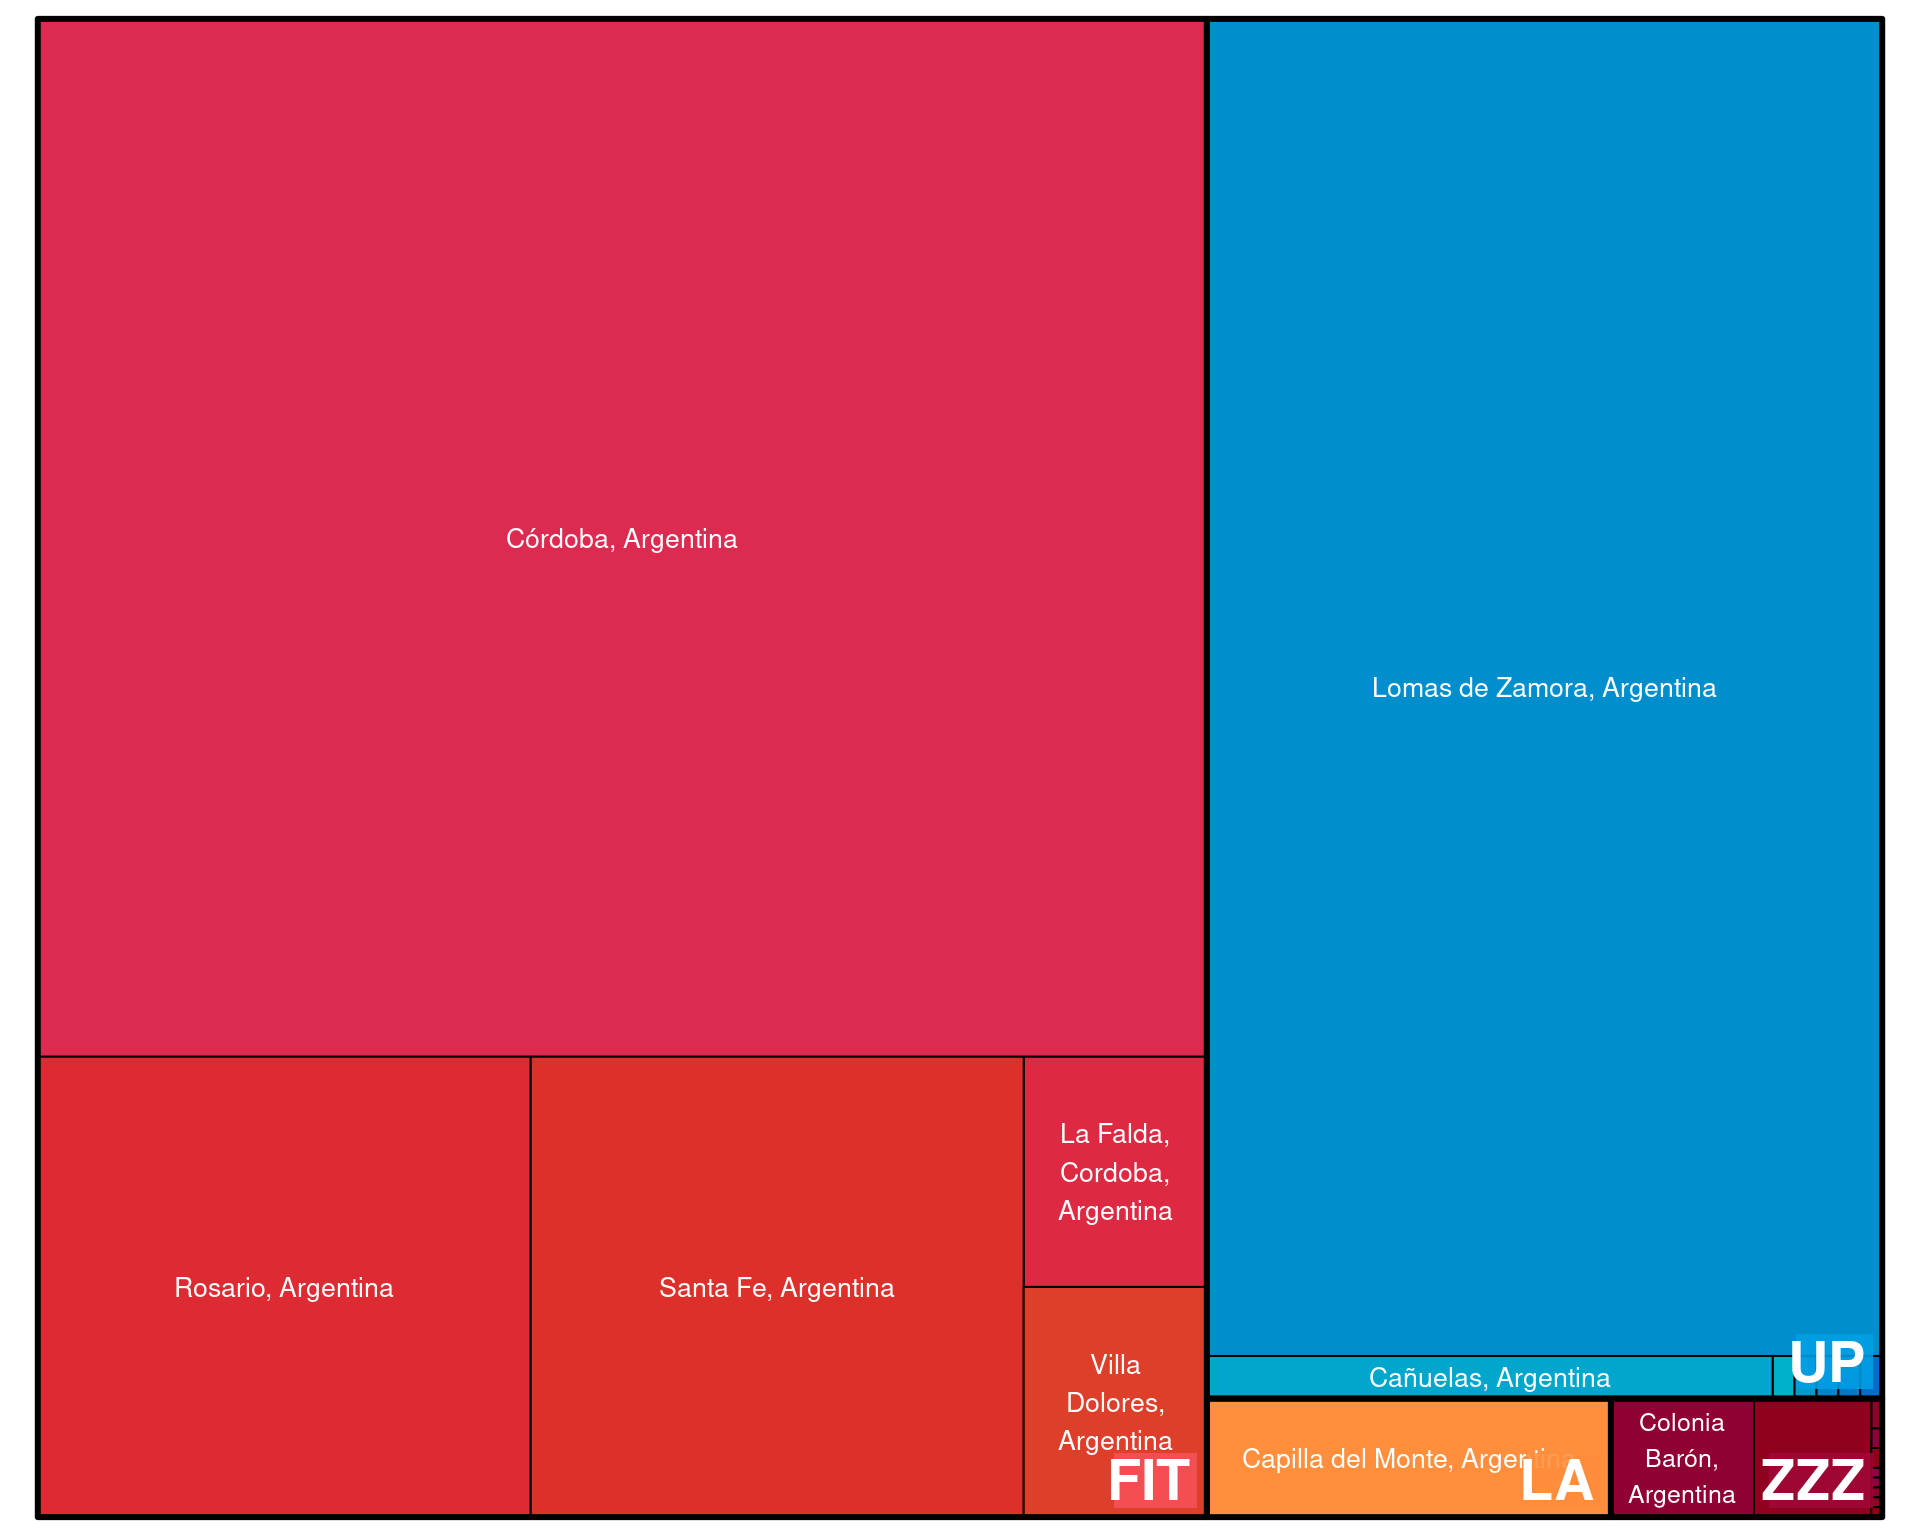 Córdoba, Argentina
Lomas de Zamora, Argentina
La Falda,
Cordoba,
Argentina
Rosario, Argentina
Santa Fe, Argentina
Villa
Dolores,
Argentina
FIT
UP
Cañuelas, Argentina
Capilla del Monte, Argentina
LA
Colonia
Barón,
Argentina
ZZZ